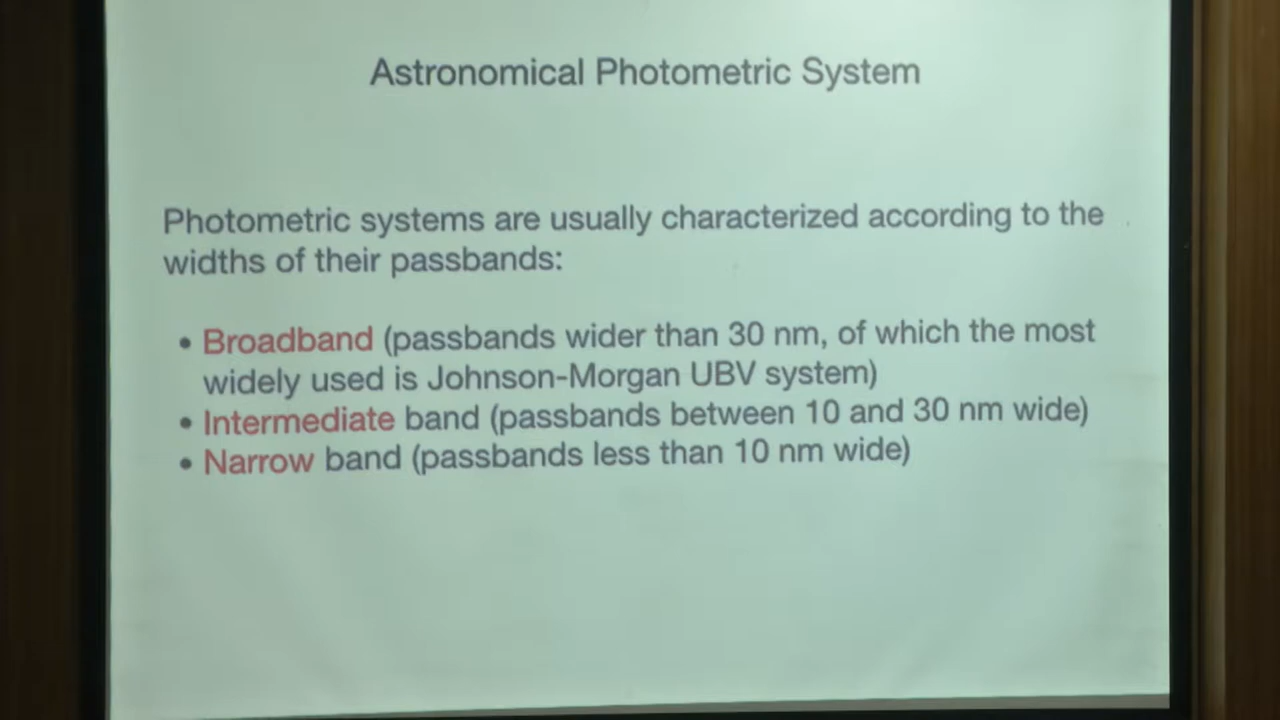 Astronomical Photometric System
Photometric systems are usually characterized according to the
widths of their passbands:
• Broadband (passbands wider than 30 nm, of which the most
widely used is Johnson-Morgan UBV system)
• Intermediate band (passbands between 10 and 30 nm wide)
• Narrow band (passbands less than 10 nm wide)